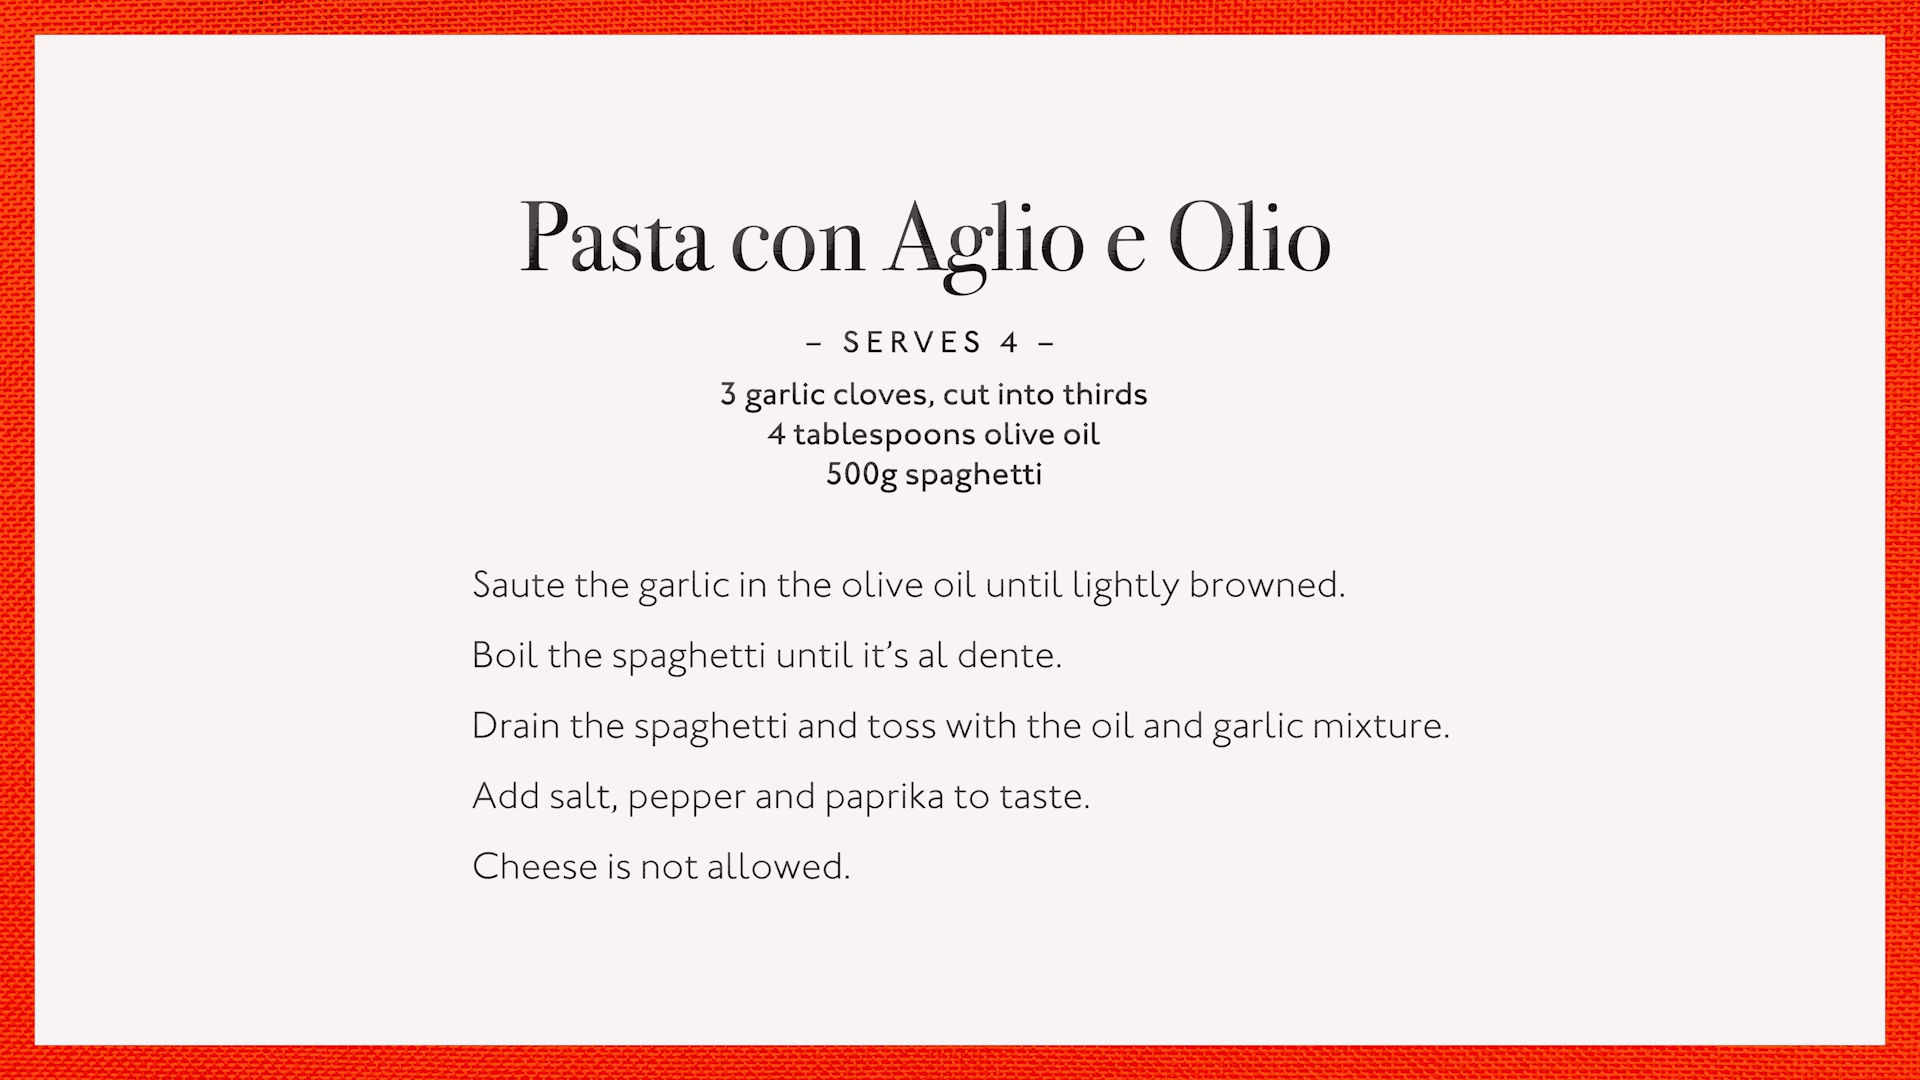 Pasta con Aglio e Olio
– SERVES 4 –
3 garlic cloves, cut into thirds
4 tablespoons olive oil
500g spaghetti
Saute the garlic in the olive oil until lightly browned.
Boil the spaghetti until it’s al dente.
Drain the spaghetti and toss with the oil and garlic mixture.
Add salt, pepper and paprika to taste.
Cheese is not allowed.